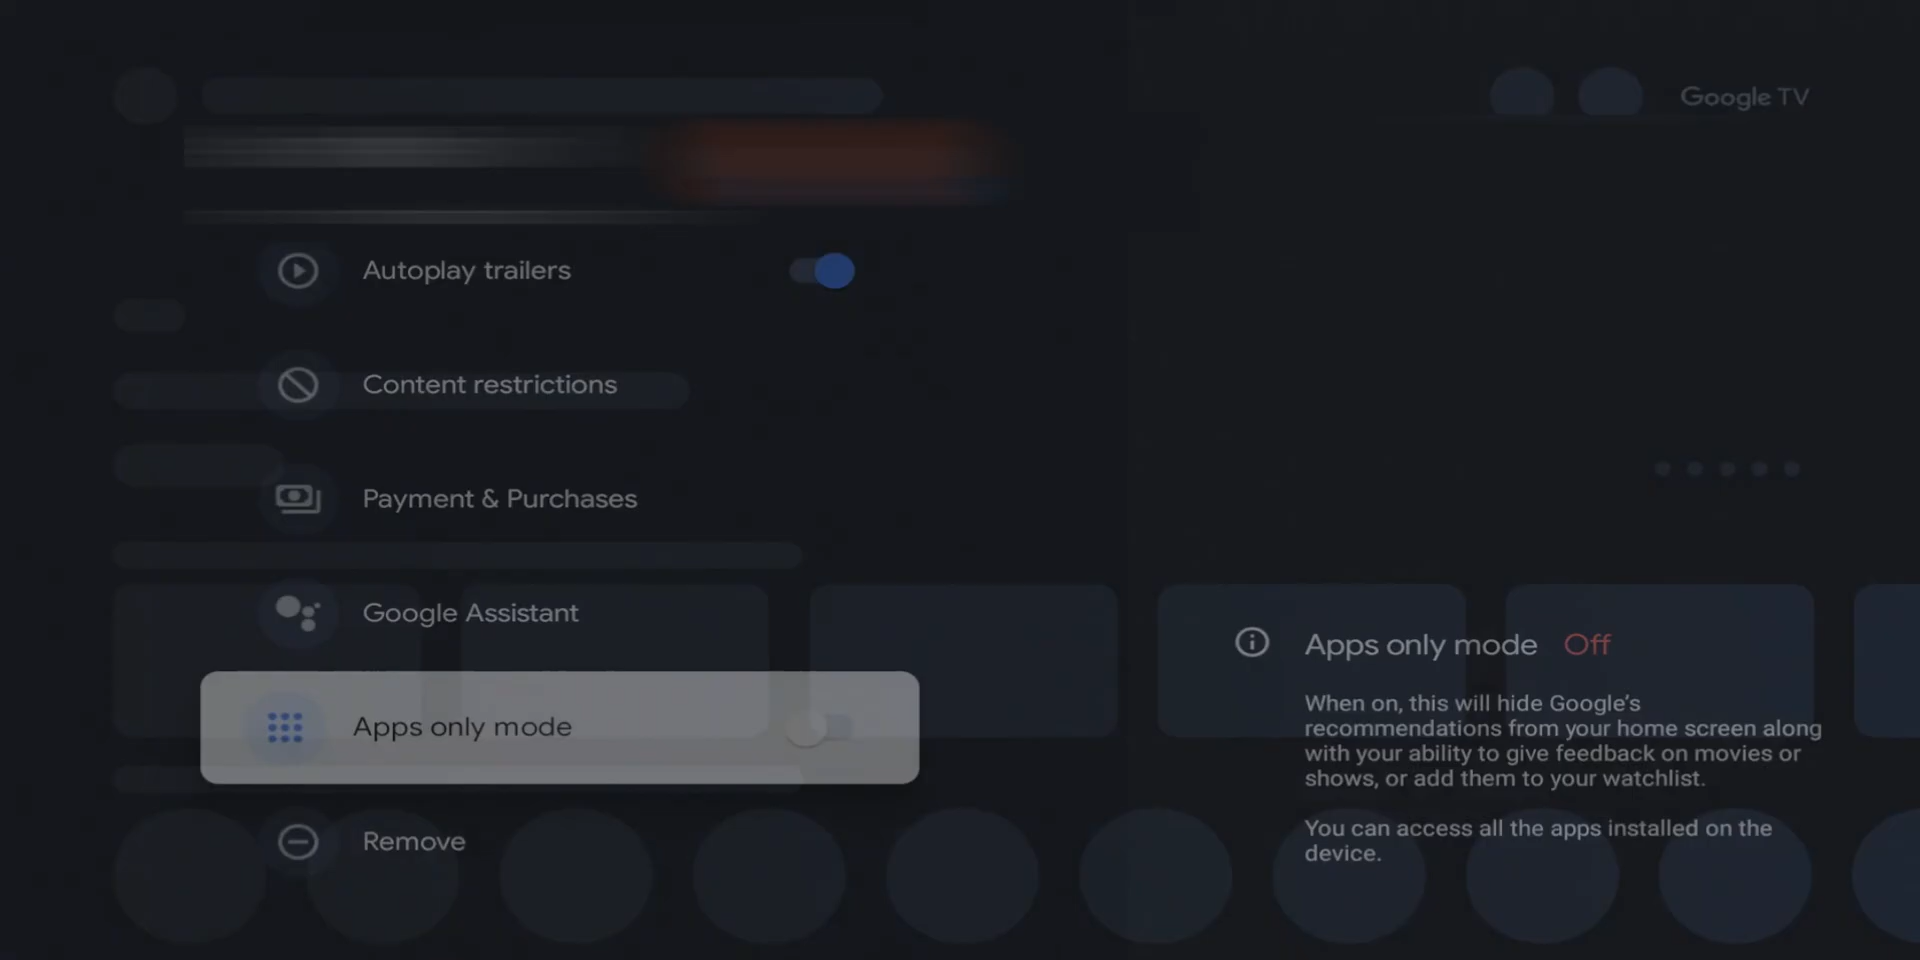 Google TV
Autoplay trailers
Content restrictions
Payment & Purchases
Google Assistant
Apps only mode
Remove
Apps only mode Off
When on, this will hide Google's
recommendations from your home screen along
with your ability to give feedback on movies or
shows, or add them to your watchlist.
You can access all the apps installed on the
device.